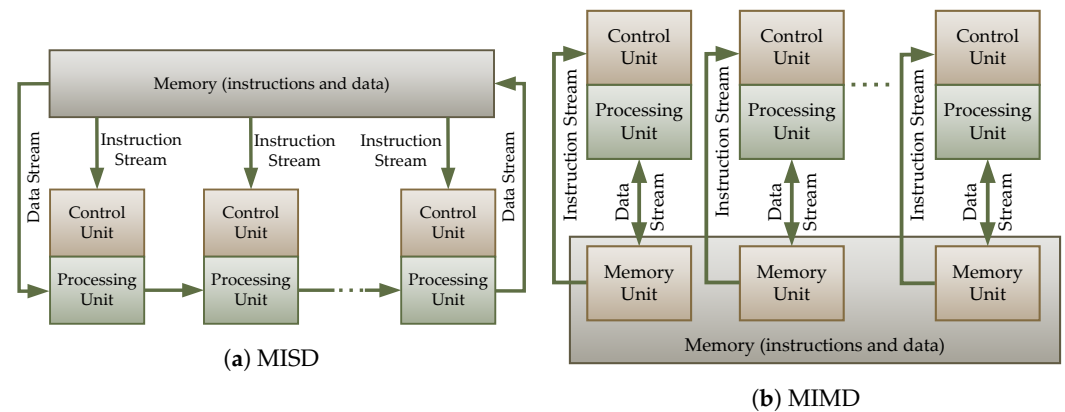 Memory (instructions and data)
Data Stream
Instruction
Stream
Instruction
Stream
Instruction
Stream
Data Stream
Control
Unit
Processing
Unit
Control
Unit
Processing
Unit
Control
Unit
Processing
Unit
(a) MISD
Control
Unit
Processing
Unit
Control
Unit
Processing
Unit
Control
Unit
Processing
Unit
Instruction Stream
Data
Stream
Instruction Stream
Data
Stream
Instruction Stream
Data
Stream
Memory
Unit
Memory
Unit
Memory
Unit
Memory (instructions and data)
(b) MIMD